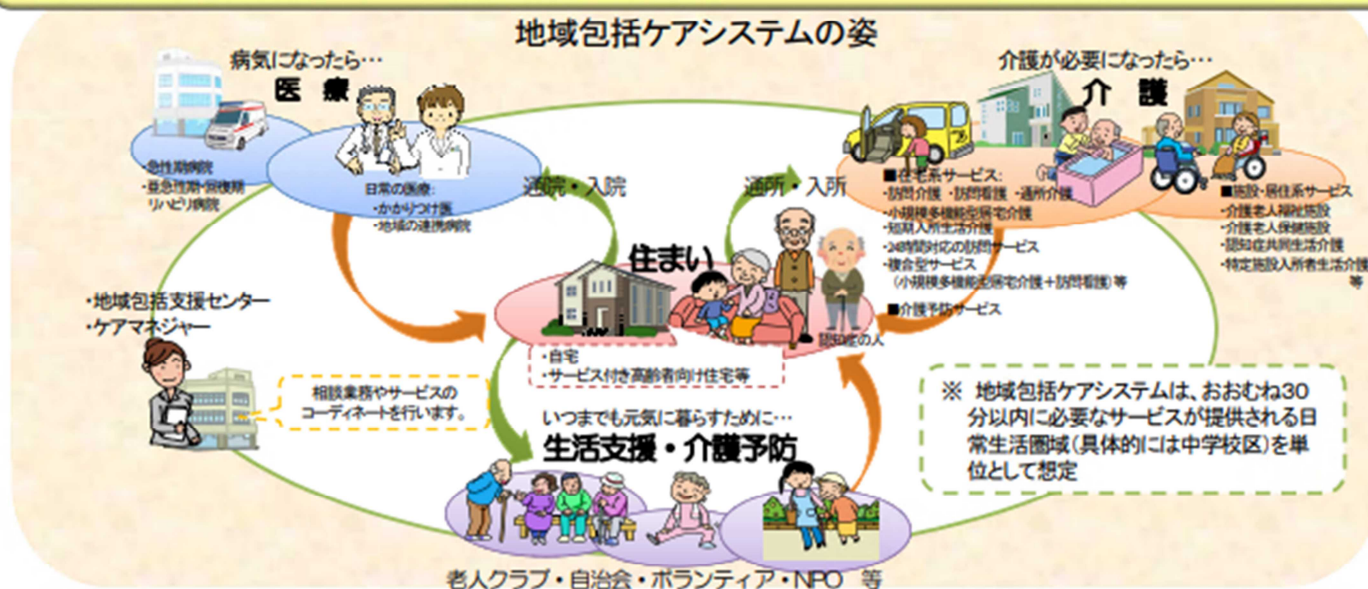 地域包括ケアシステムの姿
病気になったら…
医 療
・急性期病院
・亜急性期・回復期
リハビリ病院
日常の医療:
・かかりつけ医
・地域の連携病院
通院・入院
通所・入所
介護が必要になったら…
介 護
■在宅系サービス:
・訪問介護 ・訪問看護 ・通所介護
・小規模多機能型居宅介護
・短期入所生活介護
・24時間対応の訪問サービス
・複合型サービス
(小規模多機能型居宅介護+訪問看護)等
■介護予防サービス
■施設・居住系サービス
・介護老人福祉施設
・介護老人保健施設
・認知症共同生活介護
・特定施設入所者生活介護
等
住まい
認知症の人
・自宅
・サービス付き高齢者向け住宅等
・地域包括支援センター
・ケアマネジャー
相談業務やサービスの
コーディネートを行います。
いつまでも元気に暮らすために…
生活支援・介護予防
老人クラブ・自治会・ボランティア・NPO 等
※ 地域包括ケアシステムは、おおむね30
分以内に必要なサービスが提供される日
常生活圏域(具体的には中学校区)を単
位として想定